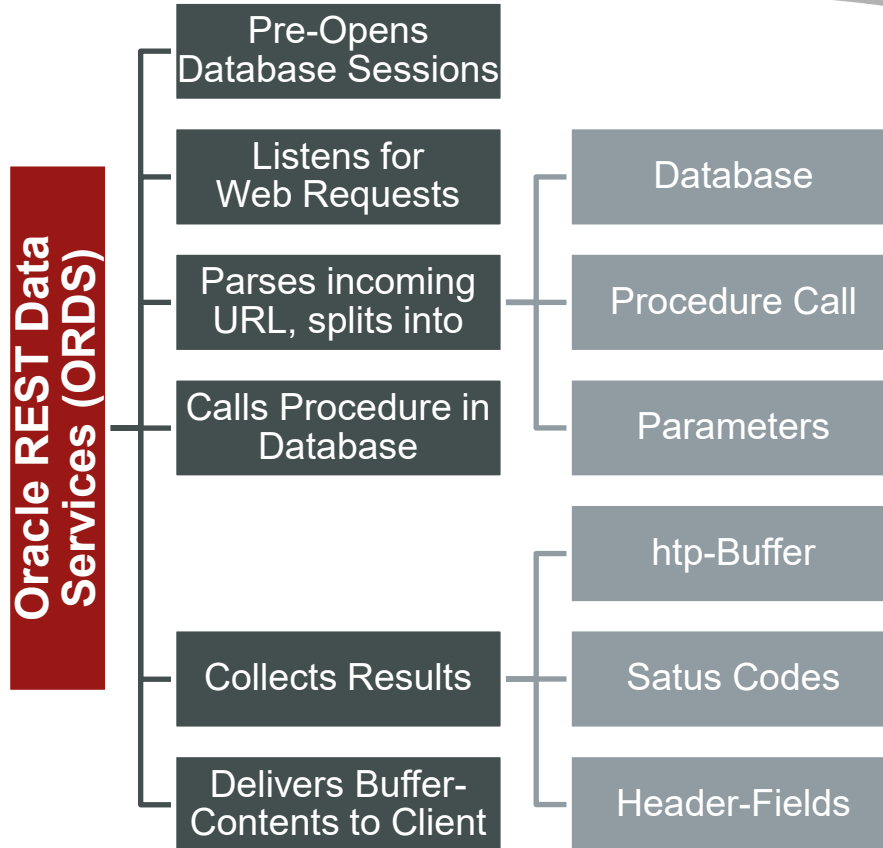 Oracle REST Data
Services (ORDS)
Pre-Opens
Database Sessions
Listens for
Web Requests
Parses incoming
URL, splits into
Database
Procedure Call
Parameters
Calls Procedure in
Database
Collects Results
htp-Buffer
Satus Codes
Header-Fields
Delivers Buffer-
Contents to Client